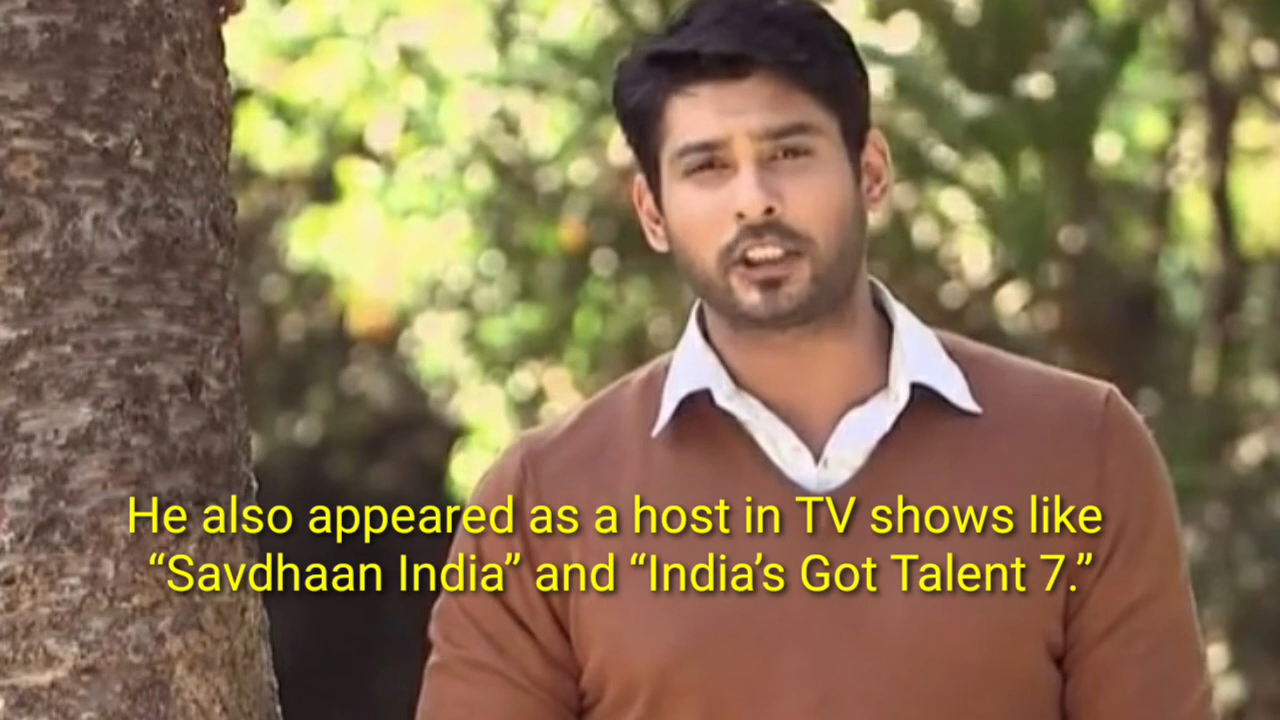 He also appeared as a host in TV shows like
“Savdhaan India” and “India’s Got Talent 7.”